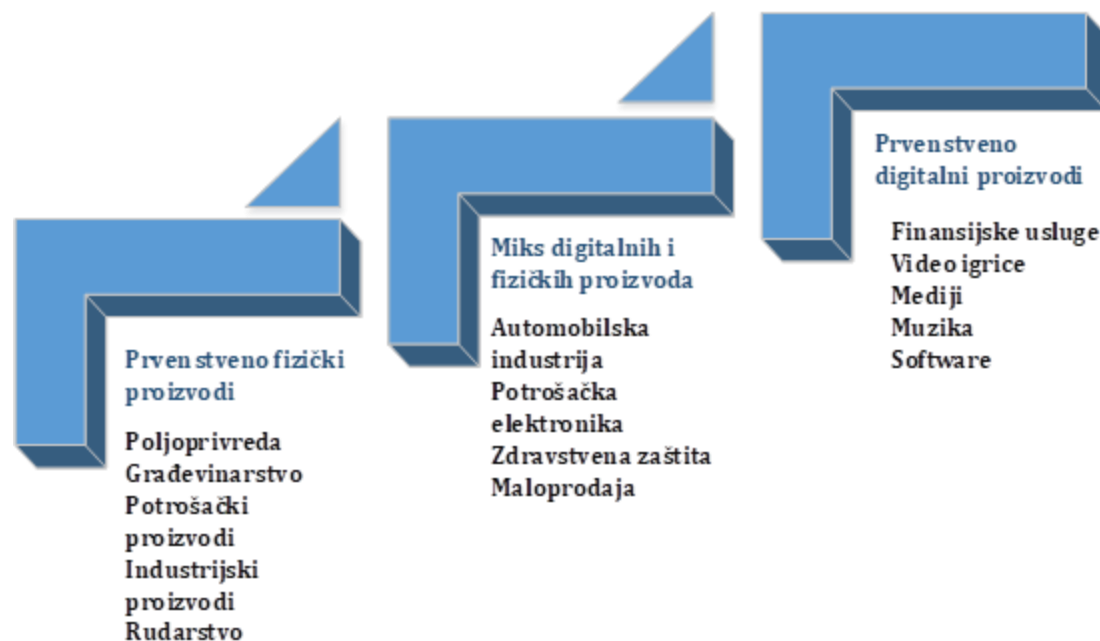 Prvenstveno fizički
proizvodi
Poljoprivreda
Građevinarstvo
Potrošački
proizvodi
Industrijski
proizvodi
Rudarstvo
Miks digitalnih i
fizičkih proizvoda
Automobilska
industrija
Potrošačka
elektronika
Zdravstvena zaštita
Maloprodaja
Prvenstveno
digitalni proizvodi
Finansijske usluge
Video igrice
Mediji
Muzika
Software